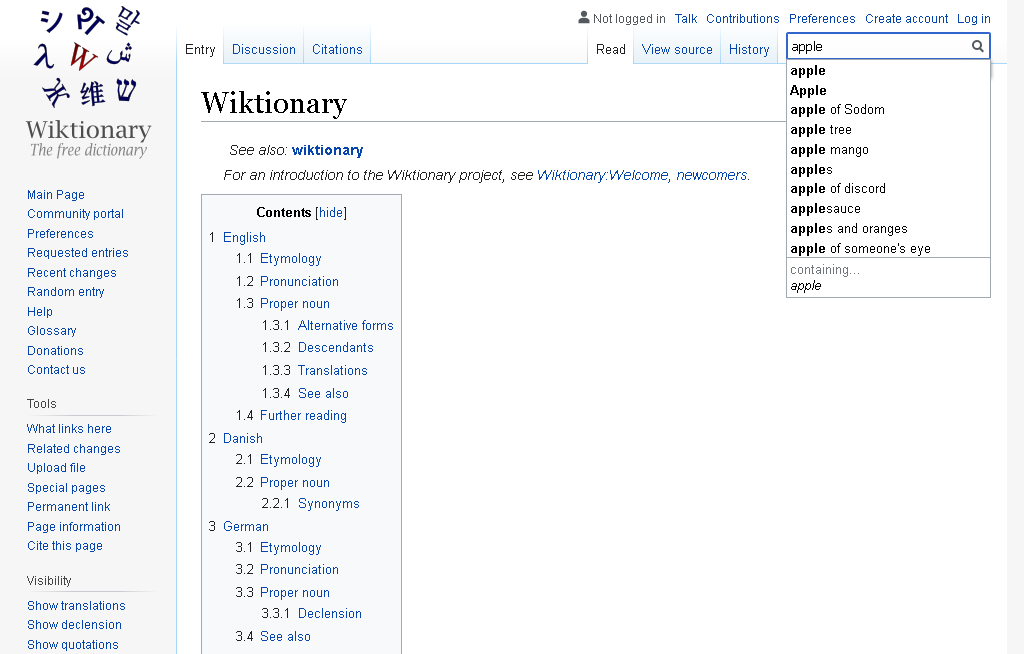 Not logged in Talk Contributions Preferences Create account Log in
Entry Discussion Citations Read View source History apple
Wiktionary
The free dictionary
Main Page
Community portal
Preferences
Requested entries
Recent changes
Random entry
Help
Glossary
Donations
Contact us
Tools
What links here
Related changes
Upload file
Special pages
Permanent link
Page information
Cite this page
Visibility
Show translations
Show declension
Show quotations
Wiktionary
See also: wiktionary
For an introduction to the Wiktionary project, see Wiktionary:Welcome, newcomers.
Contents [hide]
1 English
1.1 Etymology
1.2 Pronunciation
1.3 Proper noun
1.3.1 Alternative forms
1.3.2 Descendants
1.3.3 Translations
1.3.4 See also
1.4 Further reading
2 Danish
2.1 Etymology
2.2 Proper noun
2.2.1 Synonyms
3 German
3.1 Etymology
3.2 Pronunciation
3.3 Proper noun
3.3.1 Declension
3.4 See also
apple
Apple
apple of Sodom
apple tree
apple mango
apples
apple of discord
applesauce
apples and oranges
apple of someone's eye
containing...
apple